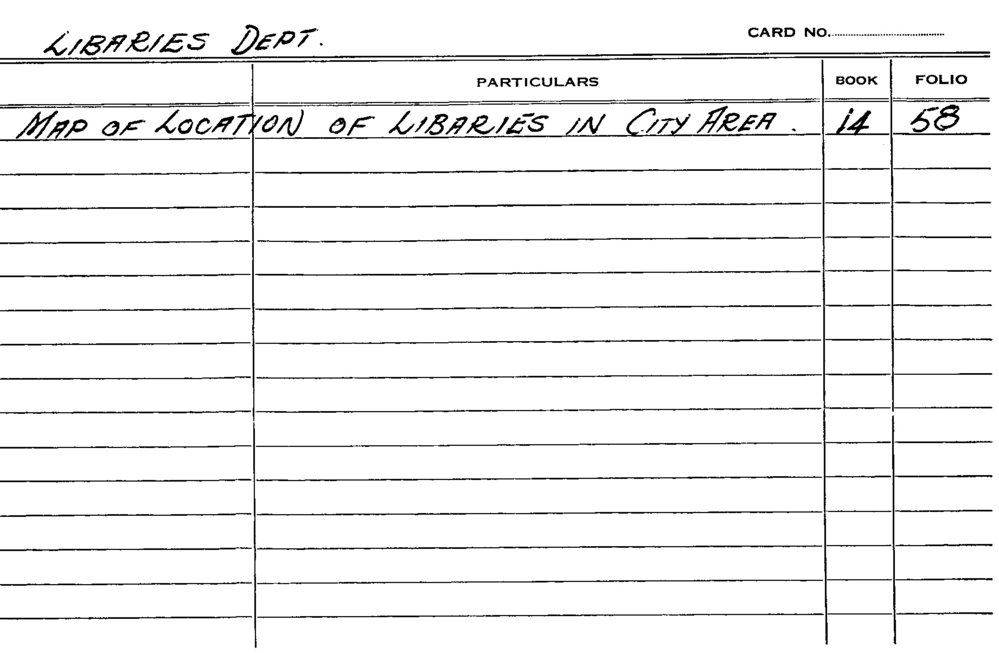 LIBARIES DEPT.
CARD NO.
PARTICULARS BOOK FOLIO
MAP OF LOCATION OF LIBARIES IN CITY AREA. 14 58